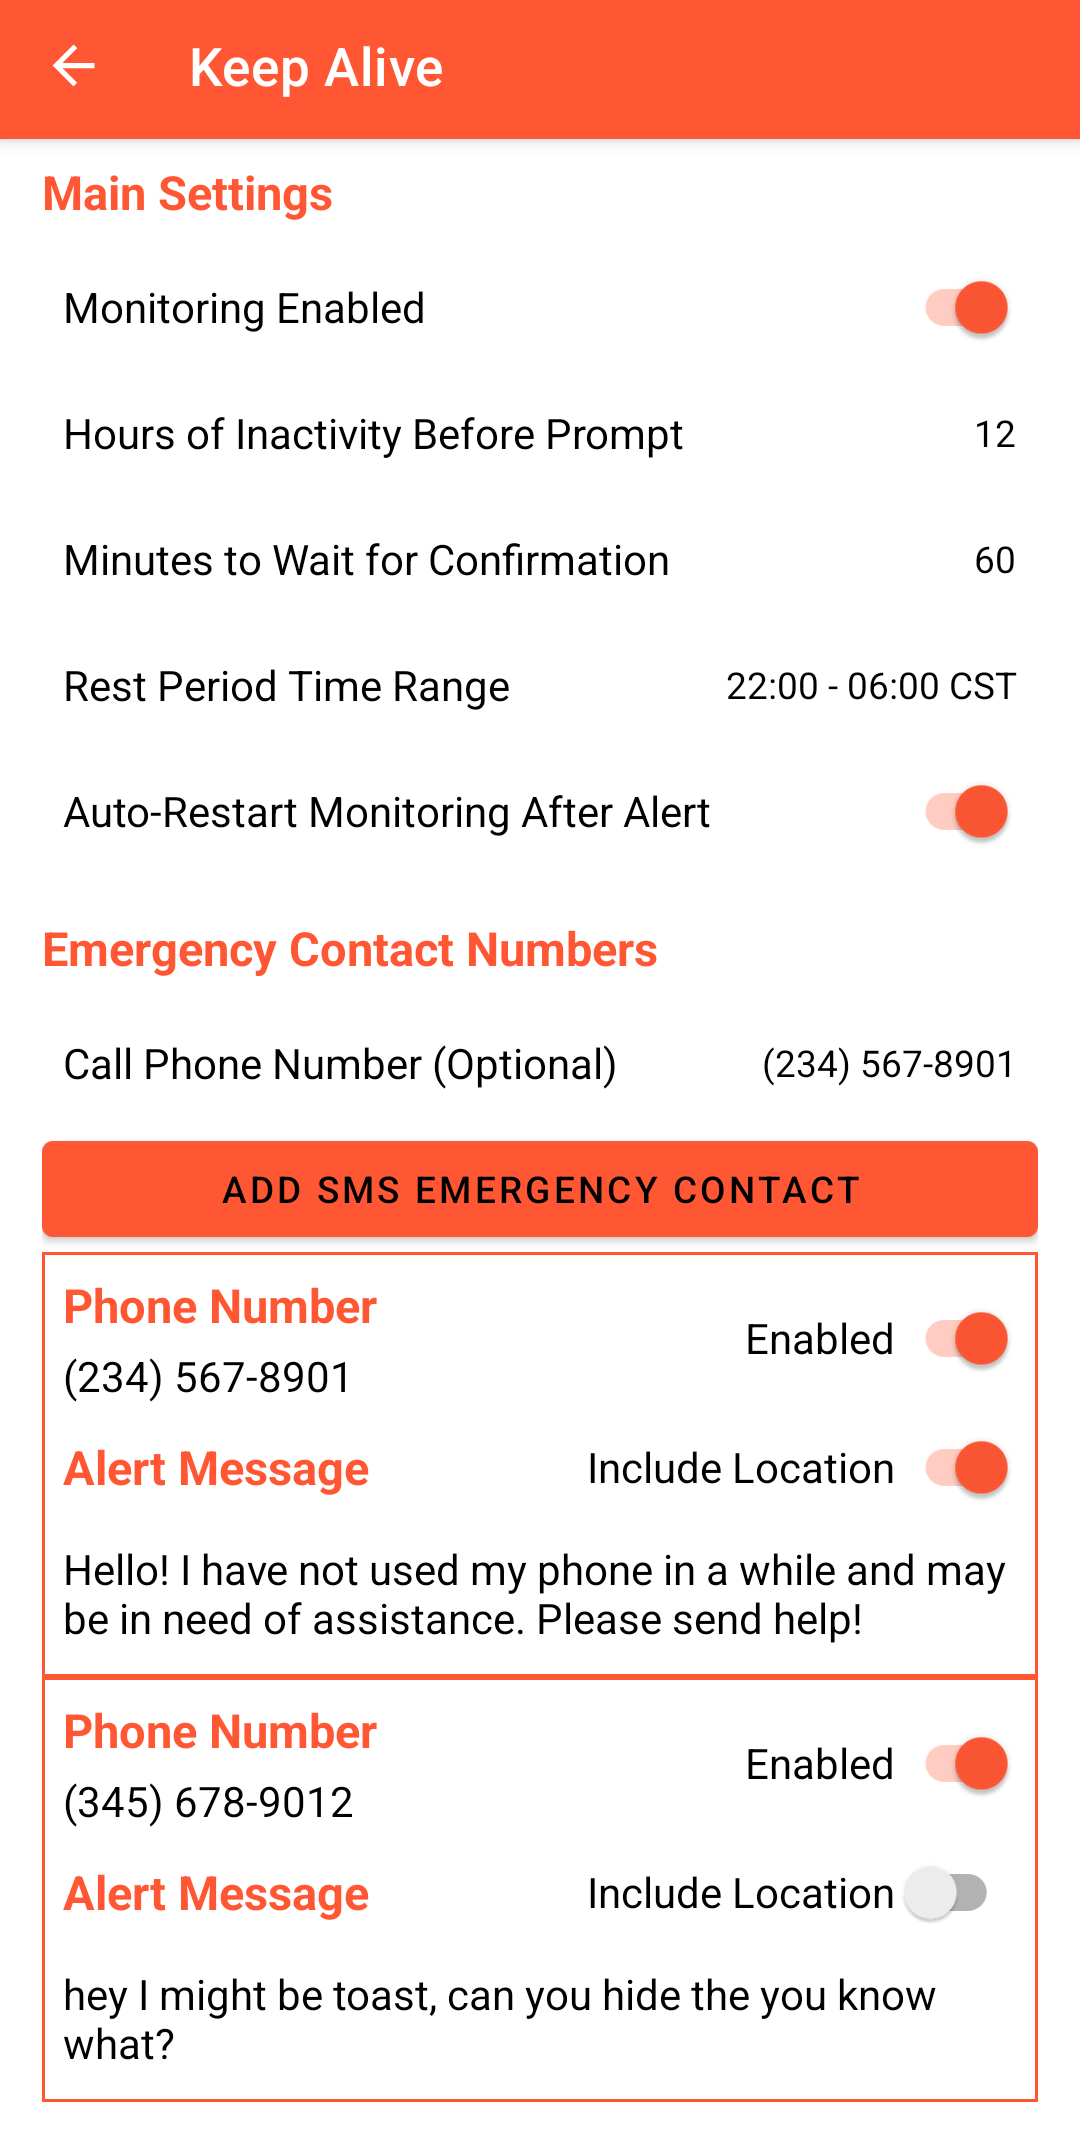 Keep Alive
Main Settings
Monitoring Enabled
Hours of Inactivity Before Prompt 12
Minutes to Wait for Confirmation 60
Rest Period Time Range 22:00 - 06:00 CST
Auto-Restart Monitoring After Alert
Emergency Contact Numbers
Call Phone Number (Optional) (234) 567-8901
ADD SMS EMERGENCY CONTACT
Phone Number
Enabled
(234) 567-8901
Alert Message Include Location
Hello! I have not used my phone in a while and may
be in need of assistance. Please send help!
Phone Number
Enabled
(345) 678-9012
Alert Message Include Location
hey I might be toast, can you hide the you know
what?